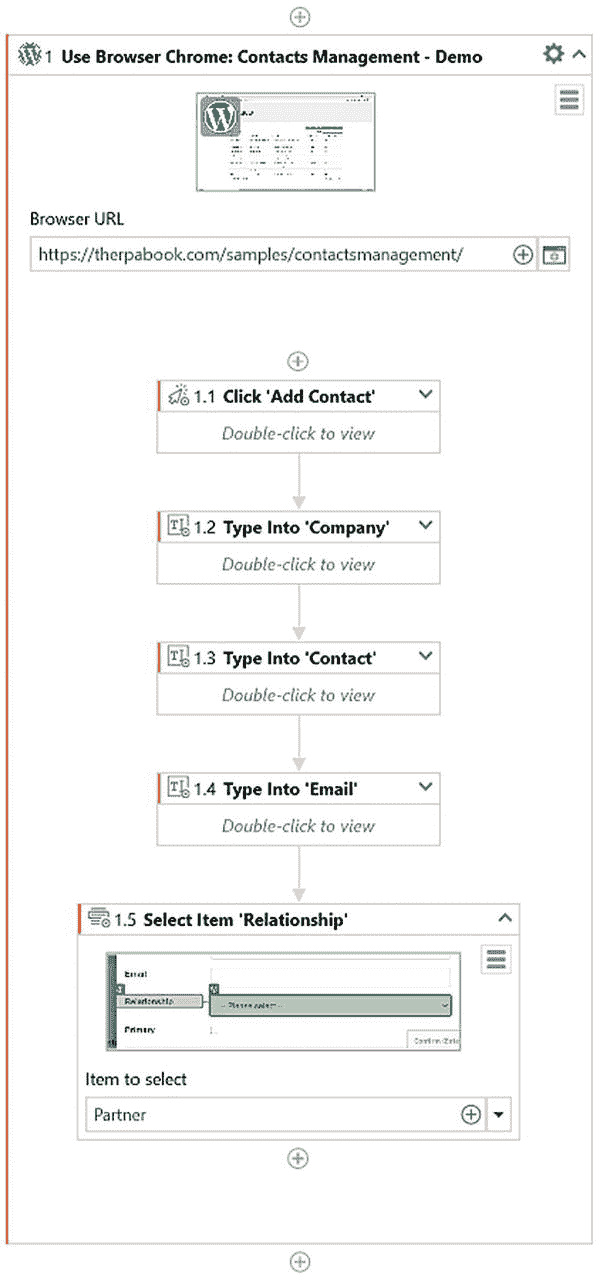 1 Use Browser Chrome: Contacts Management - Demo
Browser URL
https://therpabook.com/samples/contactsmanagement/
1.1 Click 'Add Contact'
Double-click to view
1.2 Type Into 'Company'
Double-click to view
1.3 Type Into 'Contact'
Double-click to view
1.4 Type Into 'Email'
Double-click to view
1.5 Select Item 'Relationship'
Email
Relationship
-- Please select --
Primary
Item to select
Partner